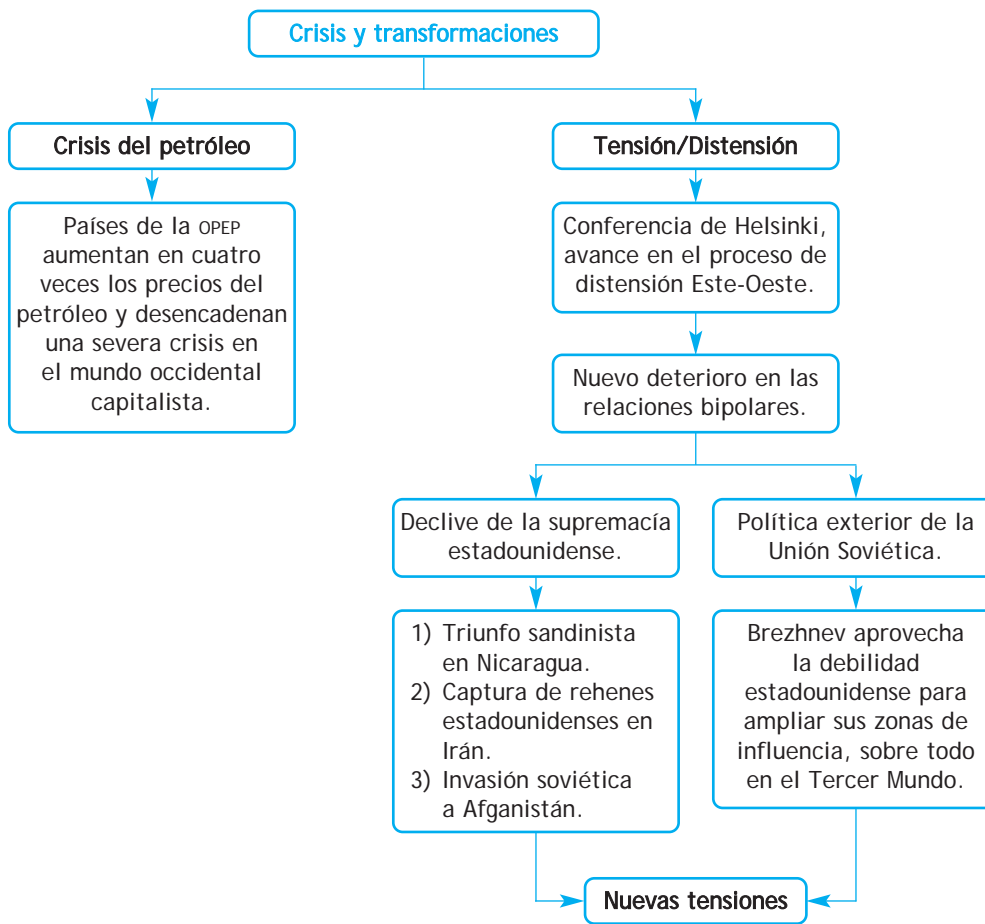 Crisis y transformaciones
Crisis del petróleo
Países de la OPEP
aumentan en cuatro
veces los precios del
petróleo y desencadenan
una severa crisis en
el mundo occidental
capitalista.
Tensión/Distensión
Conferencia de Helsinki,
avance en el proceso de
distensión Este-Oeste.
Nuevo deterioro en las
relaciones bipolares.
Declive de la supremacía
estadounidense.
1) Triunfo sandinista
en Nicaragua.
2) Captura de rehenes
estadounidenses en
Irán.
3) Invasión soviética
a Afganistán.
Política exterior de la
Unión Soviética.
Brezhnev aprovecha
la debilidad
estadounidense para
ampliar sus zonas de
influencia, sobre todo
en el Tercer Mundo.
Nuevas tensiones